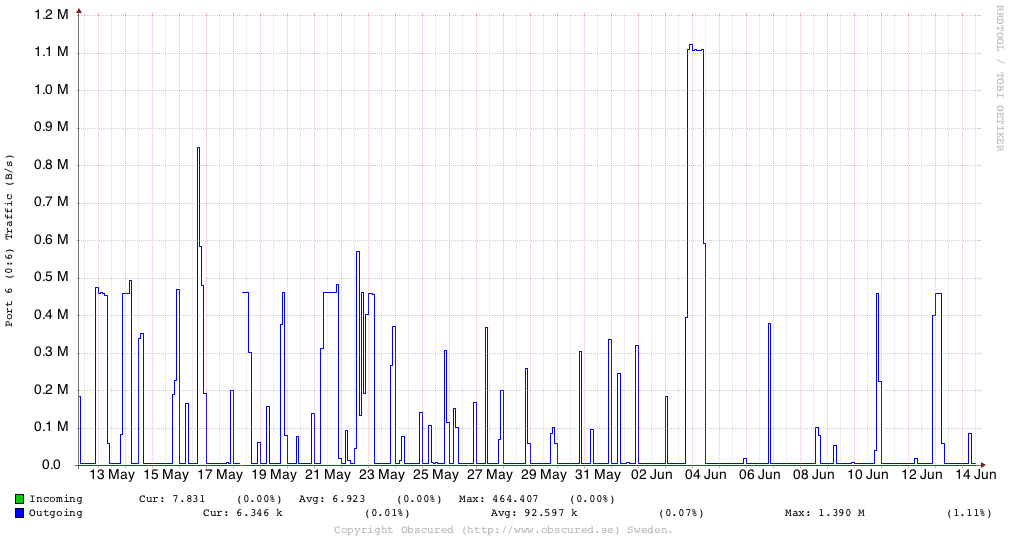 1.2 M
1.1 M
1.0 M
0.9 M
0.8 M
0.7 M
0.6 M
0.5 M
0.4 M
0.3 M
0.2 M
0.1 M
0.0
Port 6 (0:6) Traffic (B/s)
RRDTOOL / TOBI OETIKER
13 May 15 May 17 May 19 May 21 May 23 May 25 May 27 May 29 May 31 May 02 Jun 04 Jun 06 Jun 08 Jun 10 Jun 12 Jun 14 Jun
Incoming Cur: 7.831 (0.00%) Avg: 6.923 (0.00%) Max: 464.407 (0.00%)
Outgoing Cur: 6.346 k (0.01%) Avg: 92.597 k (0.07%) Max: 1.390 M (1.11%)
Copyright Obscured (http://www.obscured.se) Sweden.